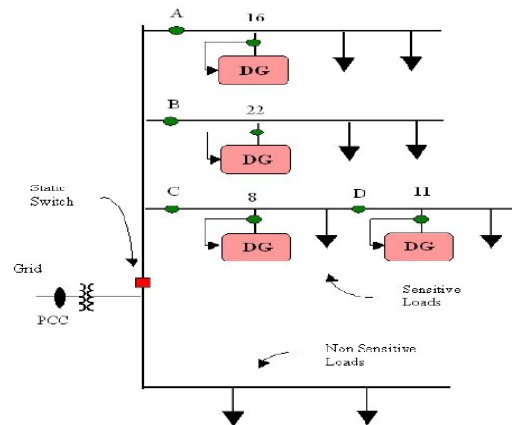 A
16
DG
B
22
DG
Static
Switch
C
8
D
11
DG
DG
Grid
PCC
Sensitive
Loads
Non Sensitive
Loads